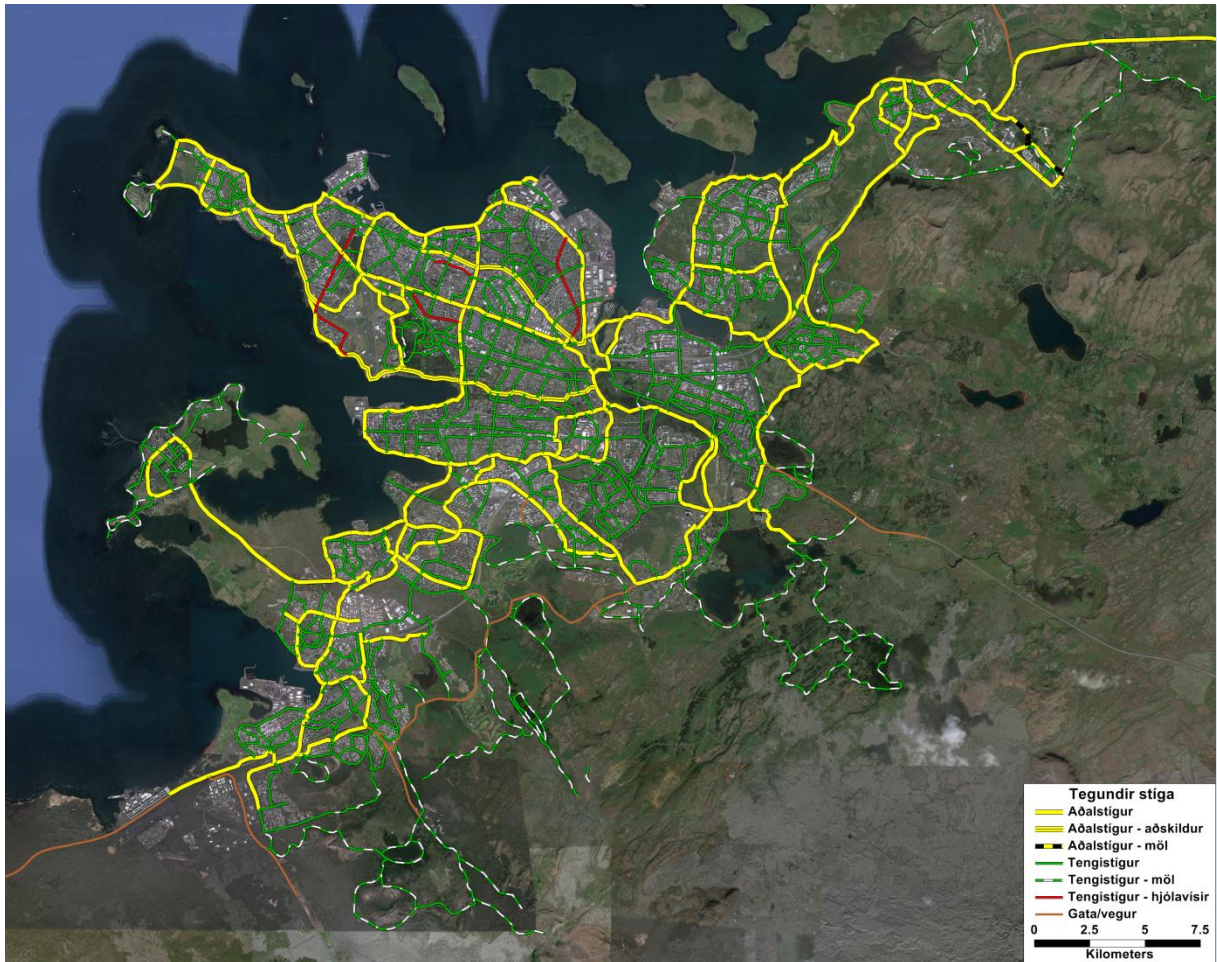 Tegundir stíga
Aðalstígur
Aðalstígur - aðskildur
Aðalstígur - möl
Tengistígur
Tengistígur - möl
Tengistígur - hjólavísir
Gata/vegur
0 2.5 5 7.5
Kilometers